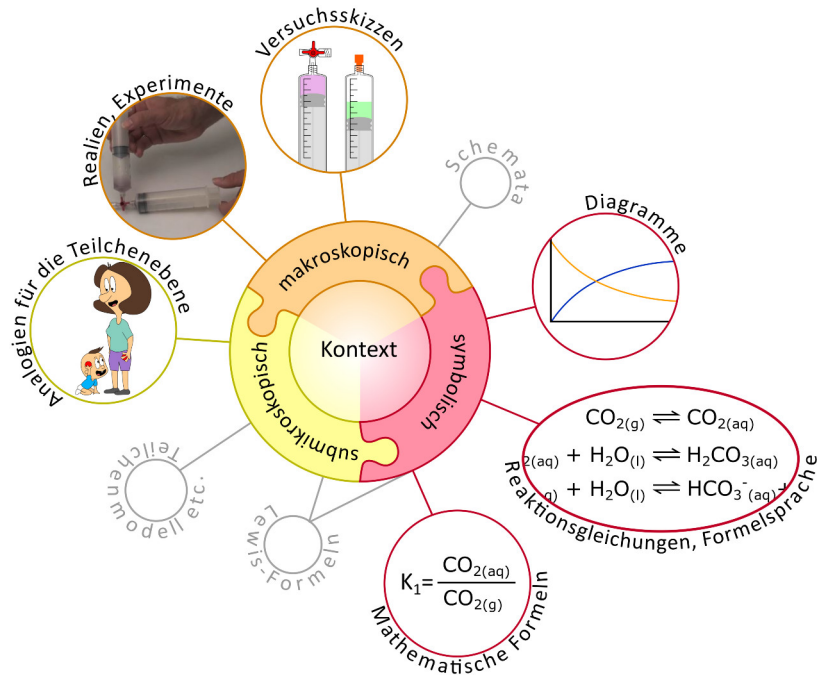 Versuchsskizzen
Realien, Experimente
Schemata
Diagramme
Analogien für die Teilchenebene
makroskopisch
Kontext
symbolisch
submikroskopisch
CO₂(g) ⇌ CO₂(aq)
₂(aq) + H₂O(l) ⇌ H₂CO₃(aq)
g) + H₂O(l) ⇌ HCO₃⁻(aq)+
Reaktionsgleichungen, Formelsprache
Teilchenmodell etc.
Lewis-Formeln
K₁= CO₂(aq)
CO₂(g)
Mathematische Formeln